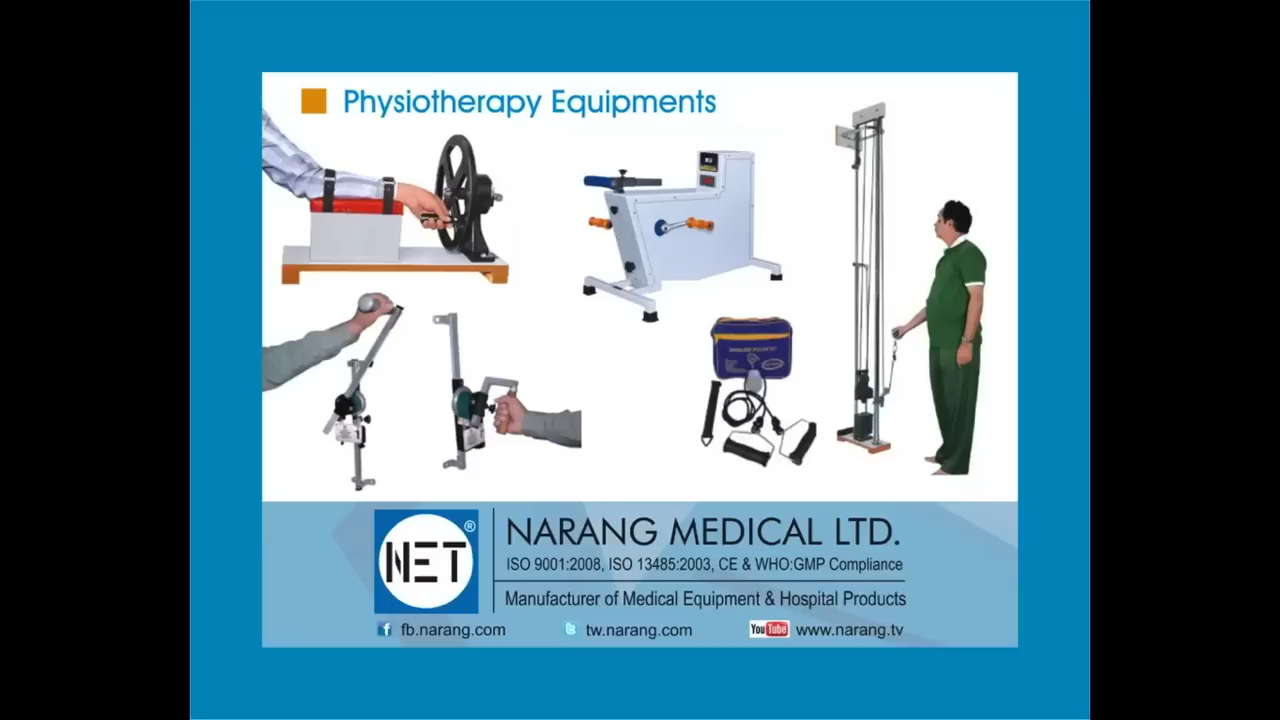 Physiotherapy Equipments
NET ®
NARANG MEDICAL LTD.
ISO 9001:2008, ISO 13485:2003, CE & WHO:GMP Compliance
Manufacturer of Medical Equipment & Hospital Products
fb.narang.com
tw.narang.com
YouTube www.narang.tv